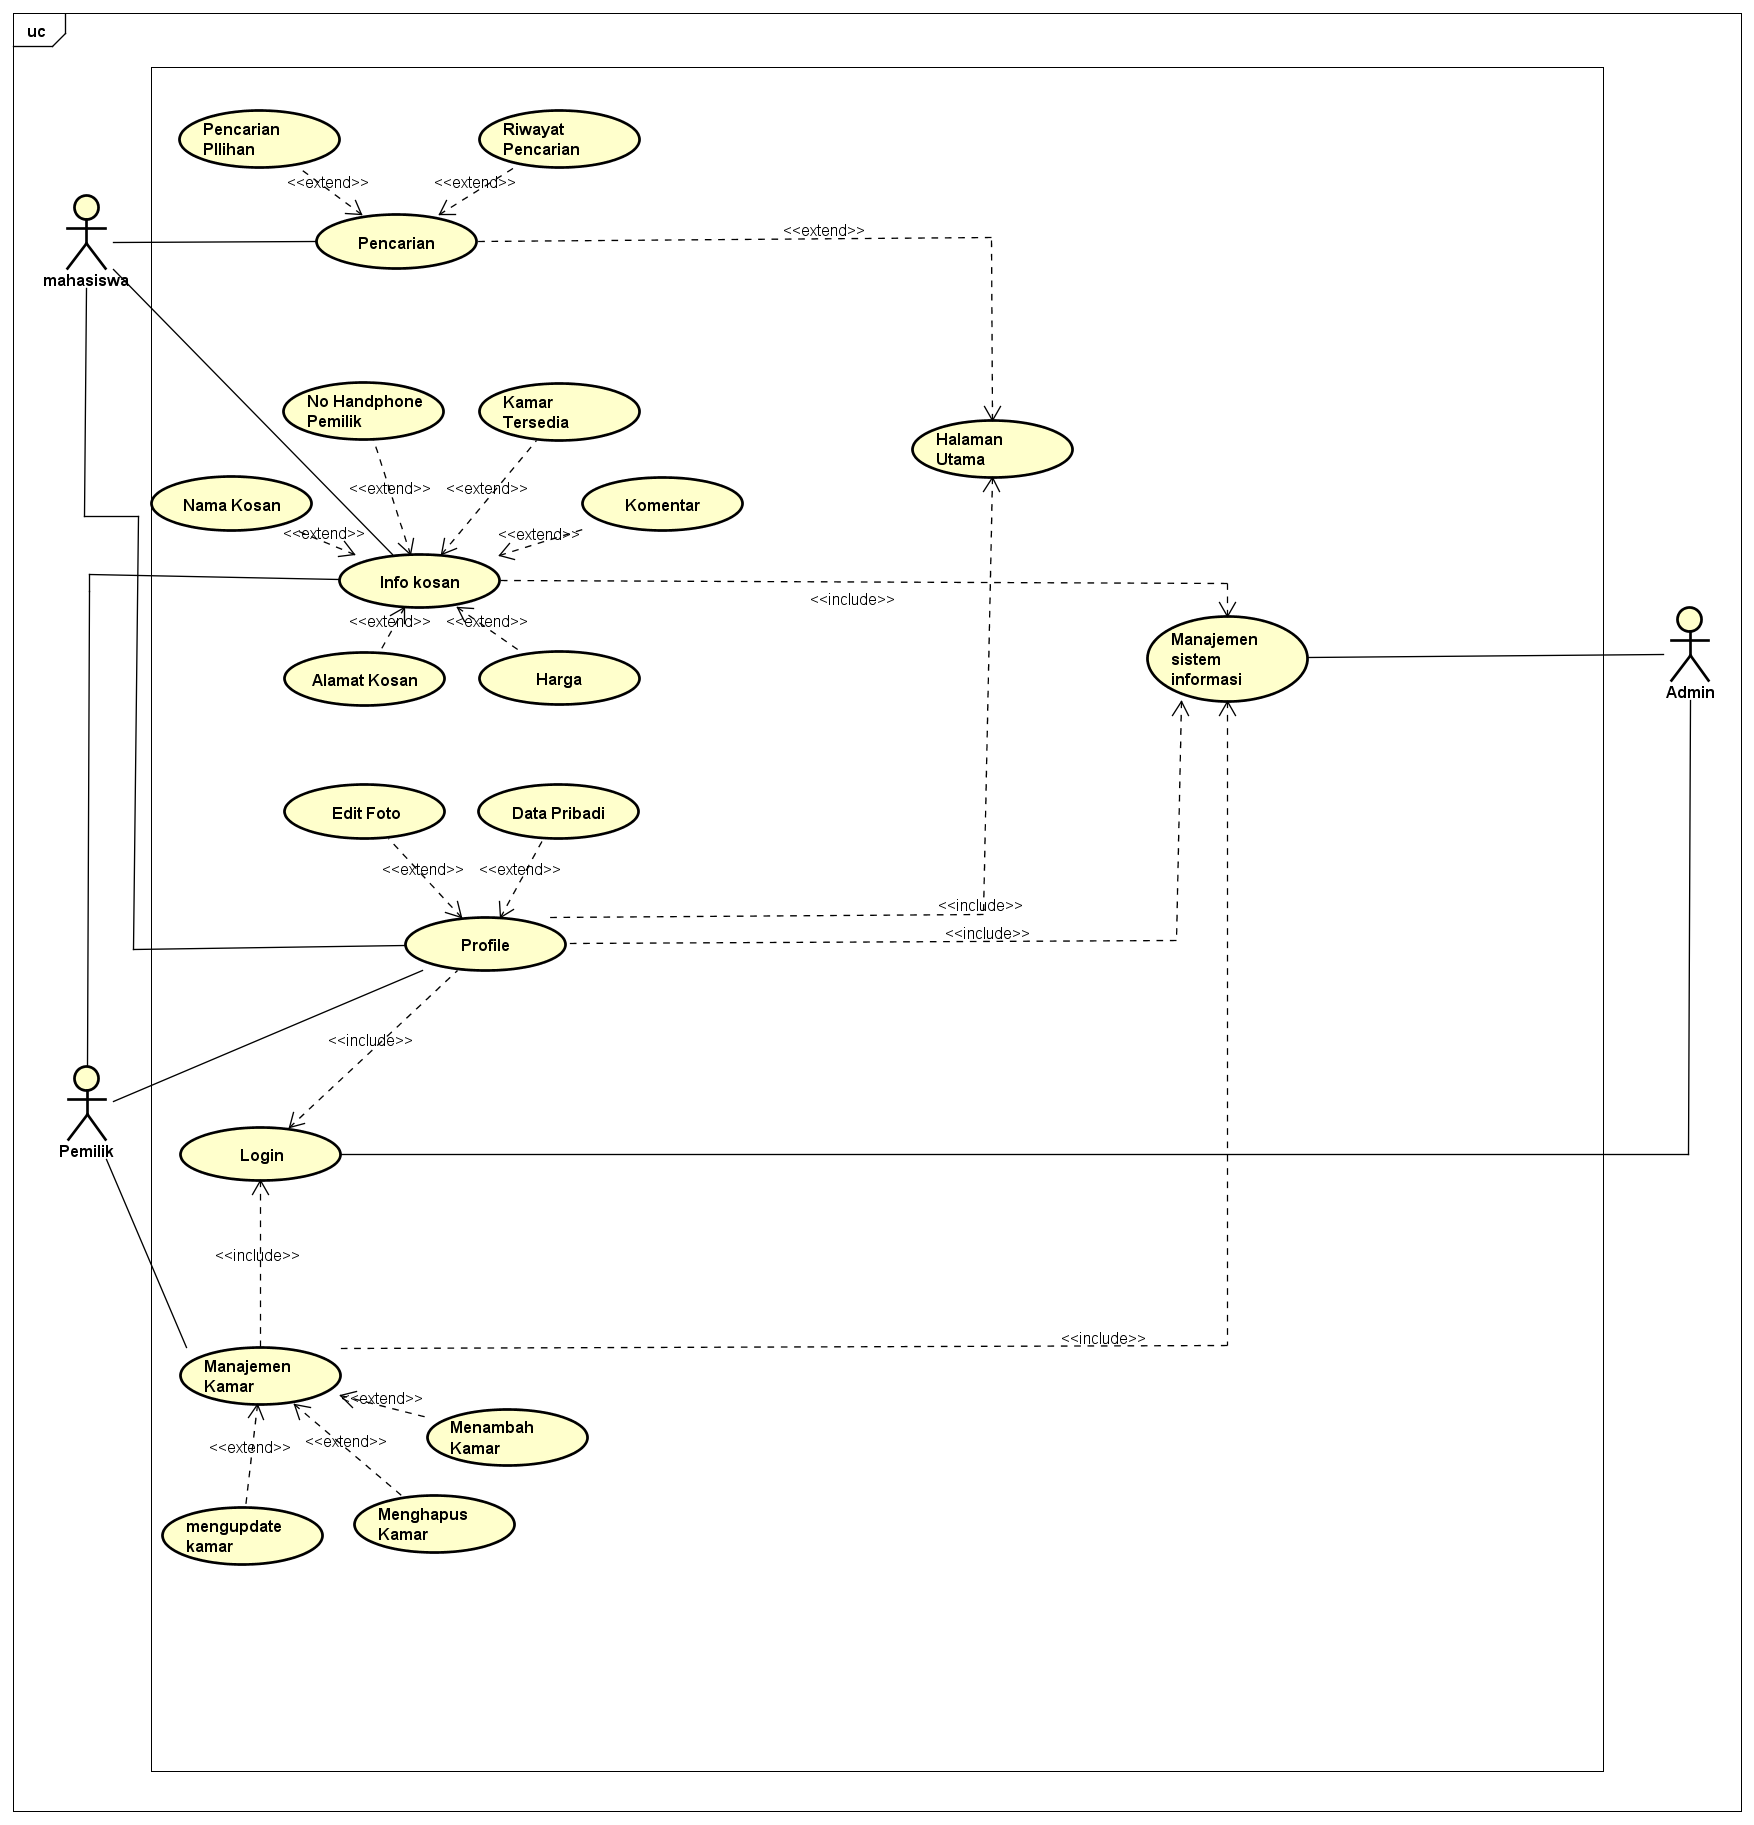 uc
Pencarian
PIlihan
Riwayat
Pencarian
<<extend>>
<<extend>>
mahasiswa
Pencarian
<<extend>>
No Handphone
Pemilik
Kamar
Tersedia
Halaman
Utama
Nama Kosan
<<extend>>
<<extend>>
Komentar
<<extend>>
<<extend>>
Info kosan
<<include>>
<<extend>>
<<extend>>
Alamat Kosan
Harga
Manajemen
sistem
informasi
Admin
Edit Foto
Data Pribadi
<<extend>>
<<extend>>
<<include>>
<<include>>
Profile
<<include>>
Pemilik
Login
<<include>>
<<include>>
Manajemen
Kamar
<<extend>>
Menambah
Kamar
<<extend>>
<<extend>>
Menghapus
Kamar
mengupdate
kamar